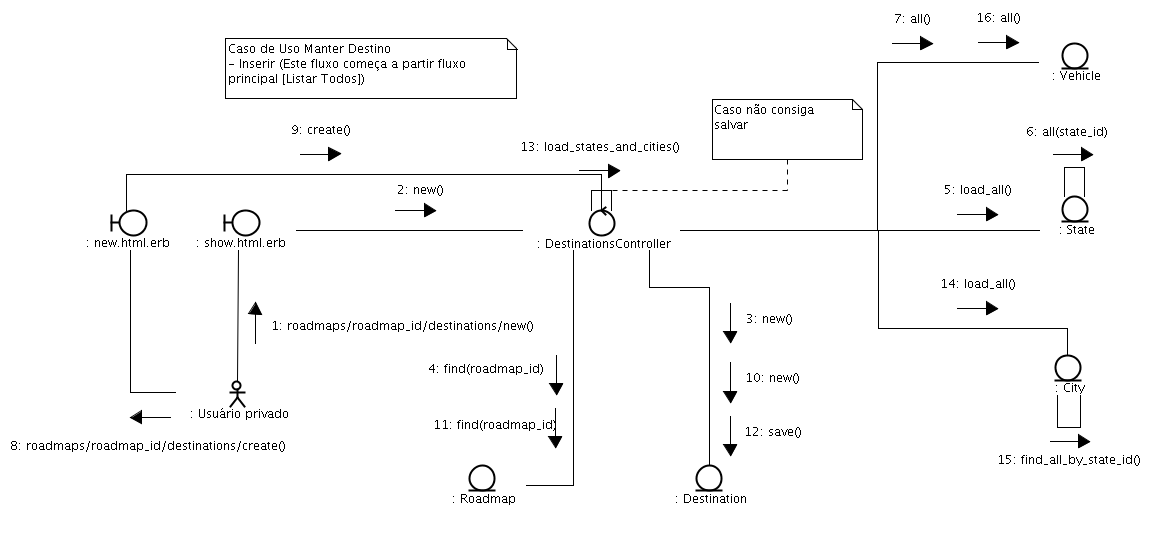 7: all()
16: all()
Caso de Uso Manter Destino
- Inserir (Este fluxo começa a partir fluxo
principal [Listar Todos])
: Vehicle
Caso não consiga
salvar
9: create()
13: load_states_and_cities()
6: all(state_id)
2: new()
5: load_all()
: new.html.erb
: show.html.erb
: DestinationsController
: State
14: load_all()
1: roadmaps/roadmap_id/destinations/new()
3: new()
4: find(roadmap_id)
10: new()
: City
: Usuário privado
11: find(roadmap_id)
12: save()
8: roadmaps/roadmap_id/destinations/create()
15: find_all_by_state_id()
: Roadmap
: Destination